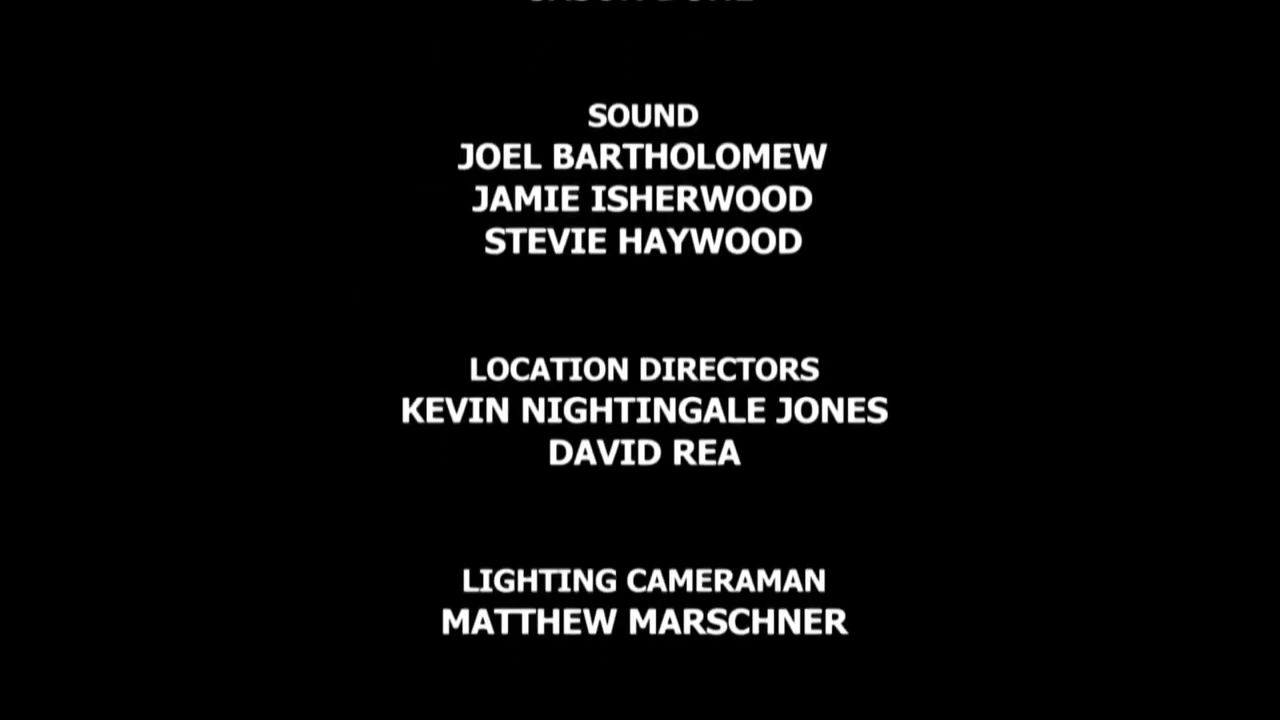 SOUND
JOEL BARTHOLOMEW
JAMIE ISHERWOOD
STEVIE HAYWOOD
LOCATION DIRECTORS
KEVIN NIGHTINGALE JONES
DAVID REA
LIGHTING CAMERAMAN
MATTHEW MARSCHNER